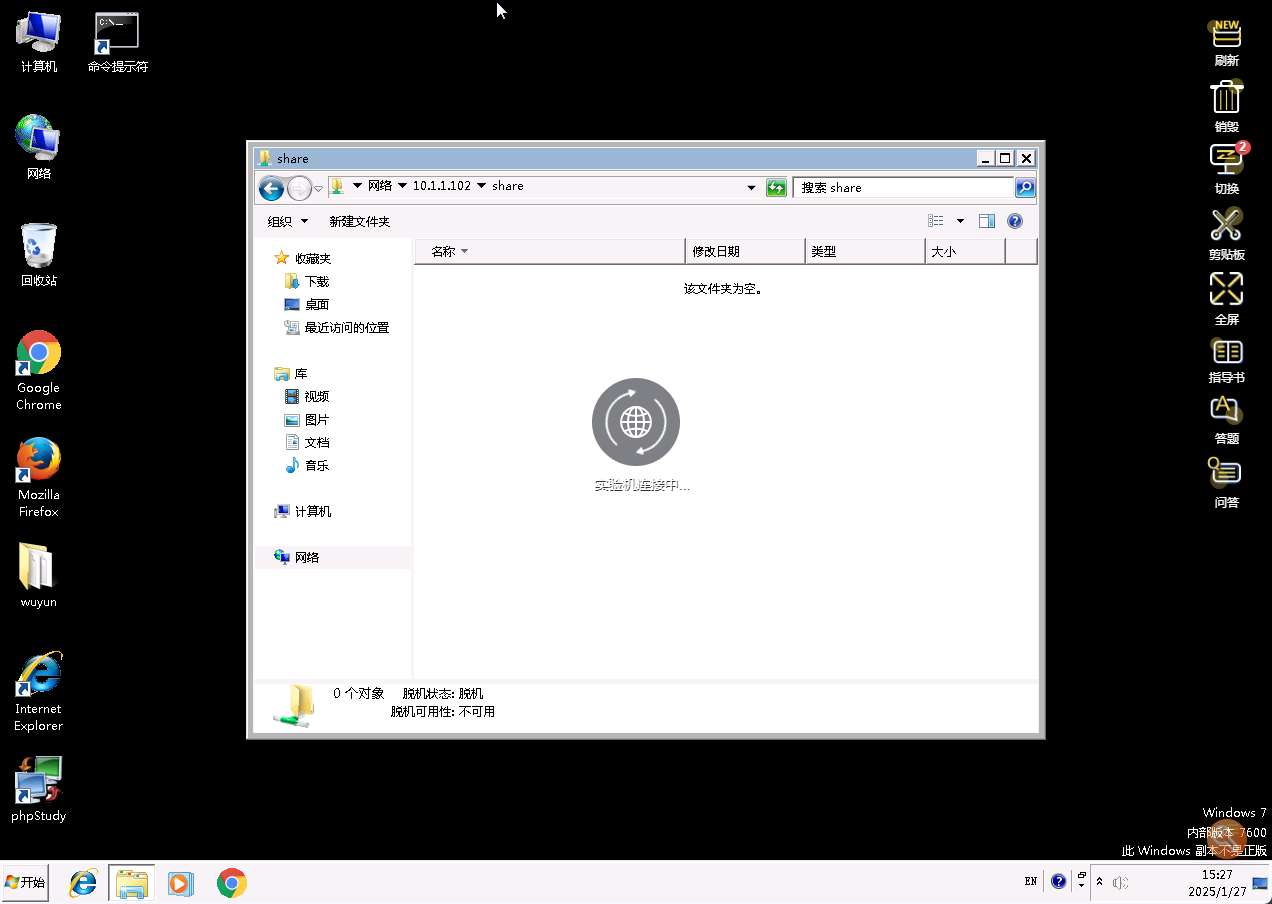 计算机
命令提示符
网络
回收站
Google
Chrome
Mozilla
Firefox
wuyun
Internet
Explorer
phpStudy
share
网络 10.1.1.102 share
搜索 share
组织 新建文件夹
名称 修改日期 类型 大小
该文件夹为空。
收藏夹
下载
桌面
最近访问的位置
库
视频
图片
文档
音乐
计算机
网络
实验机连接中...
0 个对象 脱机状态: 脱机
脱机可用性: 不可用
NEW
刷新
销毁
2
切换
剪贴板
全屏
指导书
答题
问答
Windows 7
内部版本 7600
此 Windows 副本不是正版
开始
EN
15:27
2025/1/27